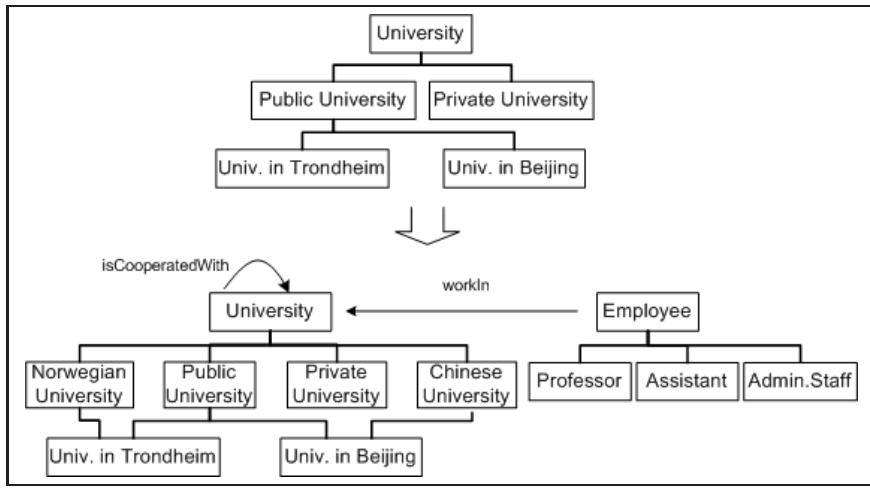 University
Public University
Private University
Univ. in Trondheim
Univ. in Beijing
isCooperatedWith
workIn
University
Employee
Norwegian
University
Public
University
Private
University
Chinese
University
Professor
Assistant
Admin.Staff
Univ. in Trondheim
Univ. in Beijing